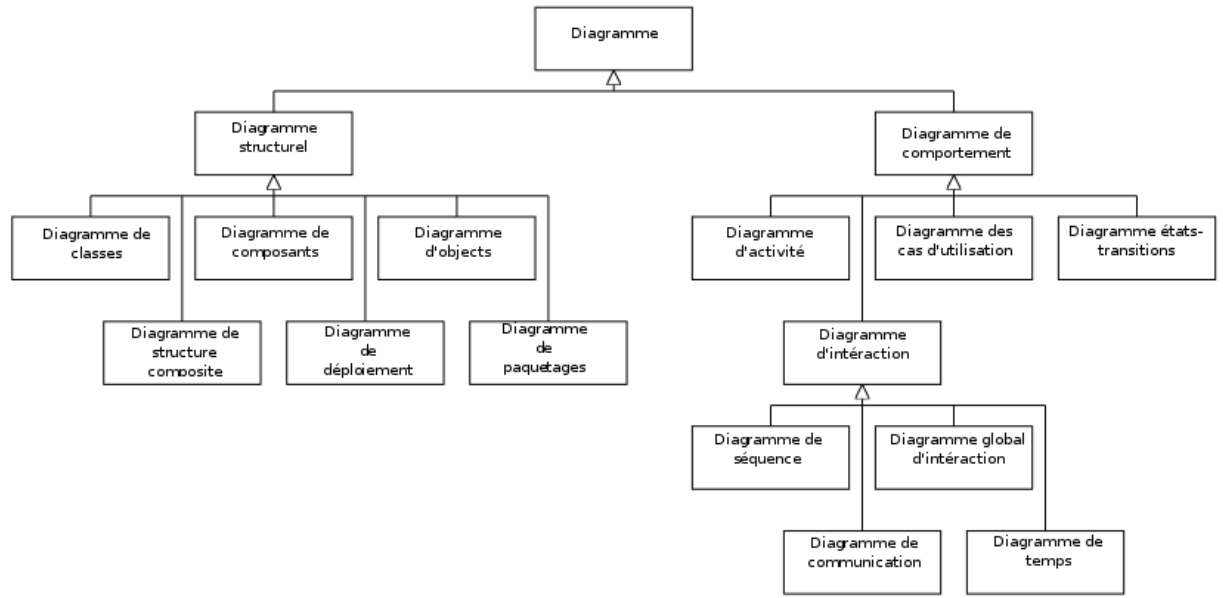 Diagramme
Diagramme
structurel
Diagramme de
comportement
Diagramme de
classes
Diagramme de
composants
Diagramme
d'objects
Diagramme
d'activité
Diagramme des
cas d'utilisation
Diagramme états-
transitions
Diagramme de
structure
composite
Diagramme
de
déploiement
Diagramme
de
paquetages
Diagramme
d'intéraction
Diagramme de
séquence
Diagramme global
d'intéraction
Diagramme de
communication
Diagramme de
temps